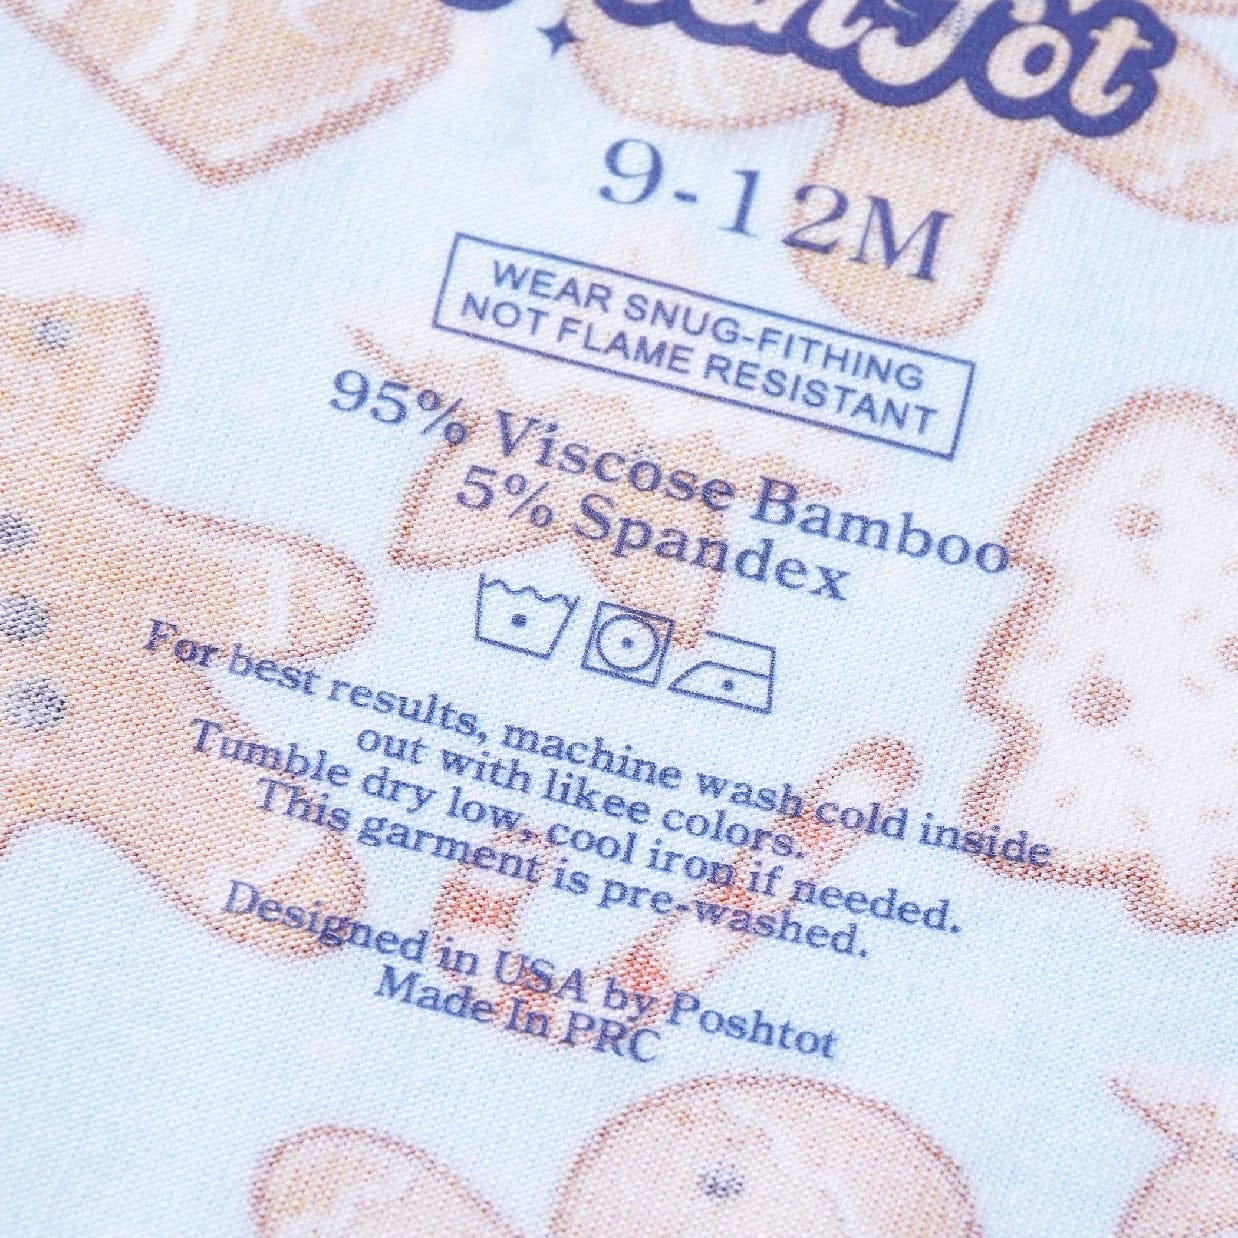 9-12M
WEAR SNUG-FITHING
NOT FLAME RESISTANT
95% Viscose Bamboo
5% Spandex
For best results, machine wash cold inside
out with likee colors.
Tumble dry low, cool iron if needed.
This garment is pre-washed.
Designed in USA by Poshtot
Made In PRC